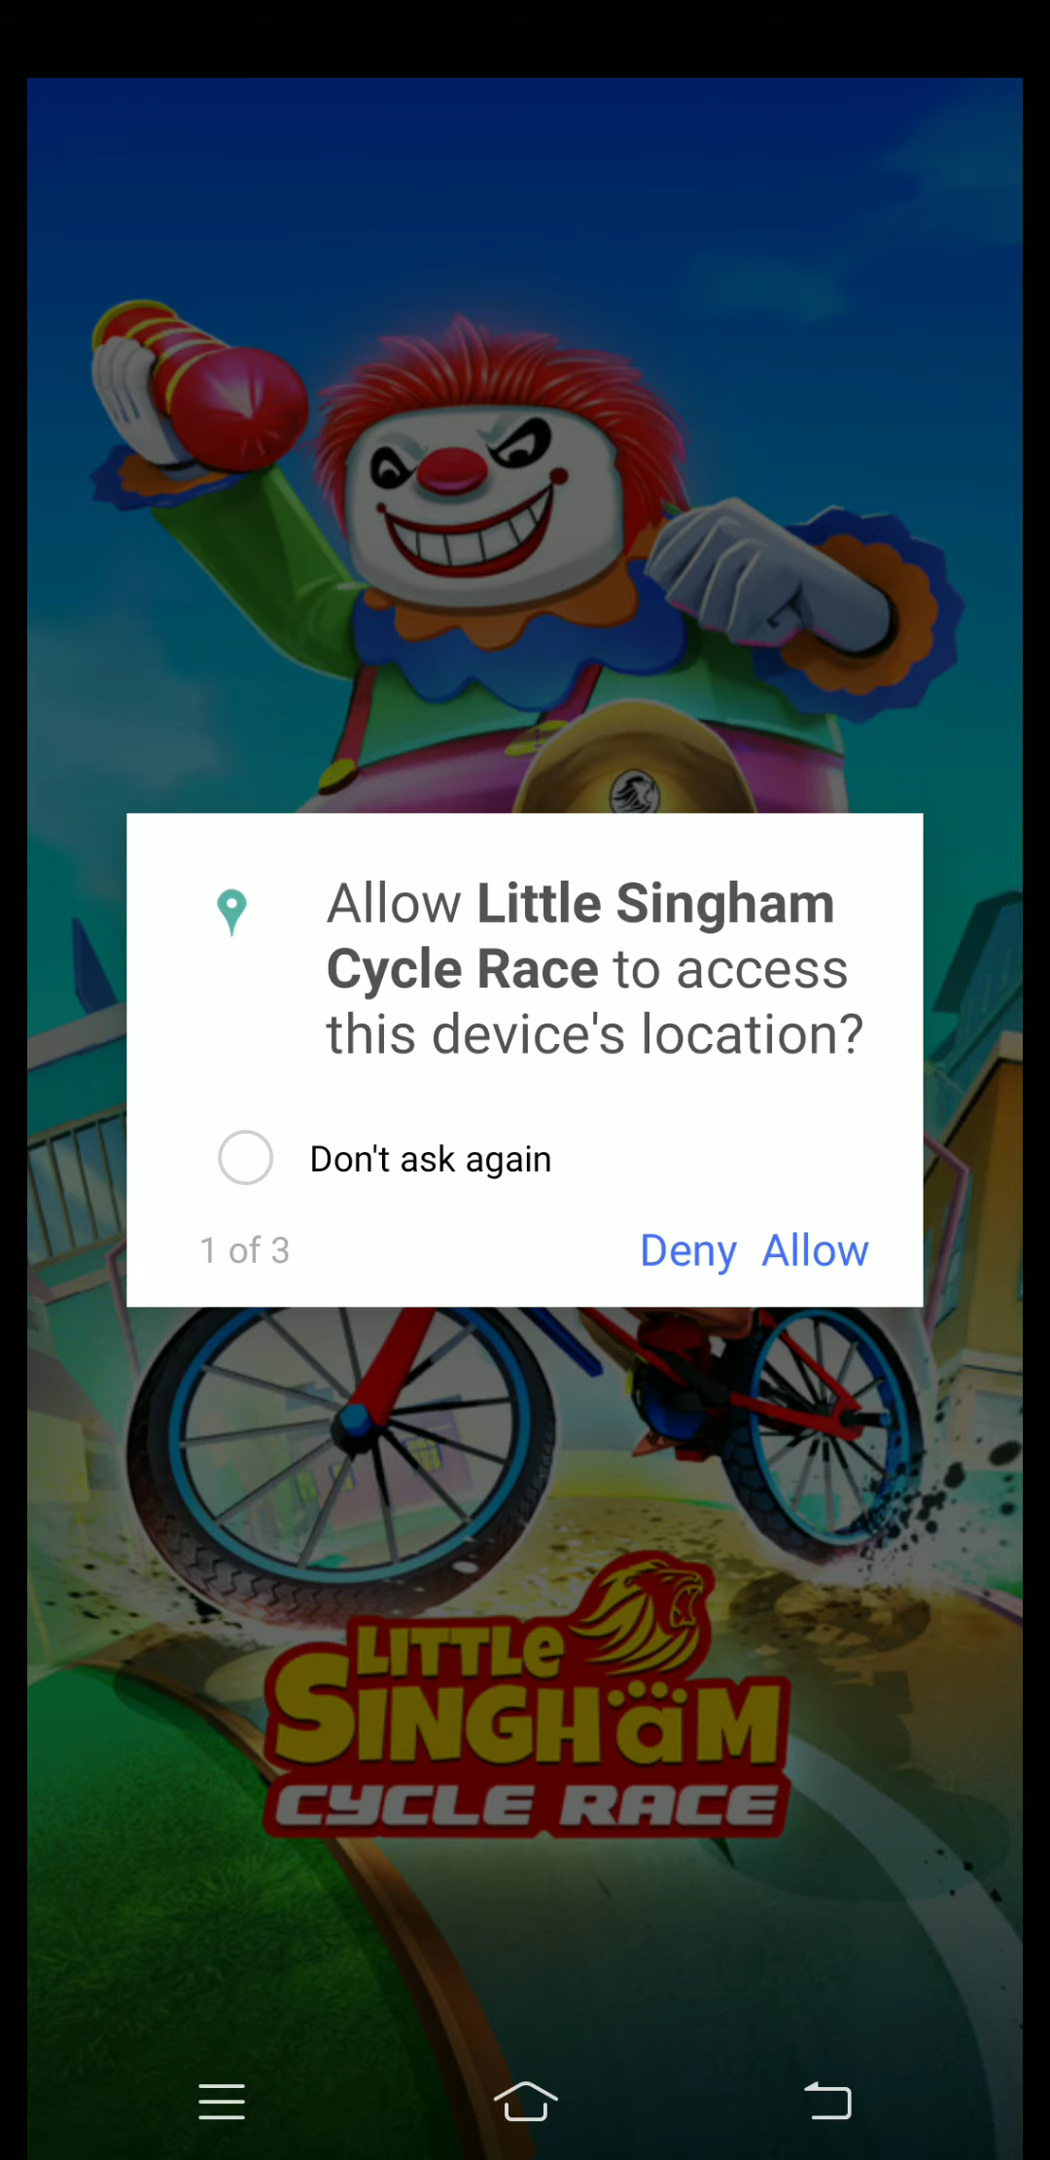 Allow Little Singham
Cycle Race to access
this device's location?
Don't ask again
1 of 3
Deny Allow
LITTLE
SINGHAM
CYCLE RACE